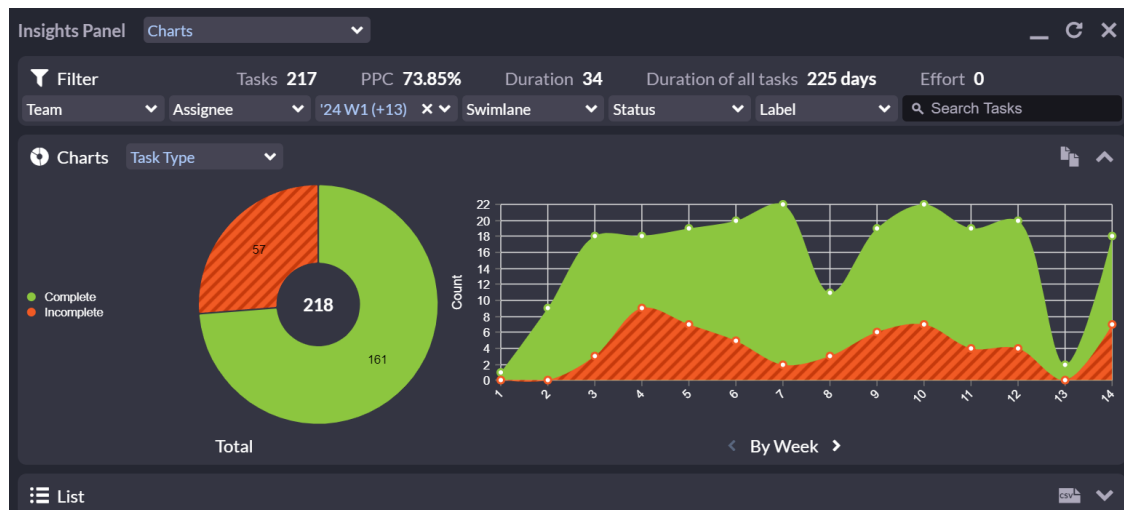 Insights Panel Charts
Filter Tasks 217 PPC 73.85% Duration 34 Duration of all tasks 225 days Effort 0
Team Assignee '24 W1 (+13) Swimlane Status Label Search Tasks
Charts Task Type
57
218
161
Complete
Incomplete
Total
Count
22
20
18
16
14
12
10
8
6
4
2
0
1 2 3 4 5 6 7 8 9 10 11 12 13 14
By Week
List CSV